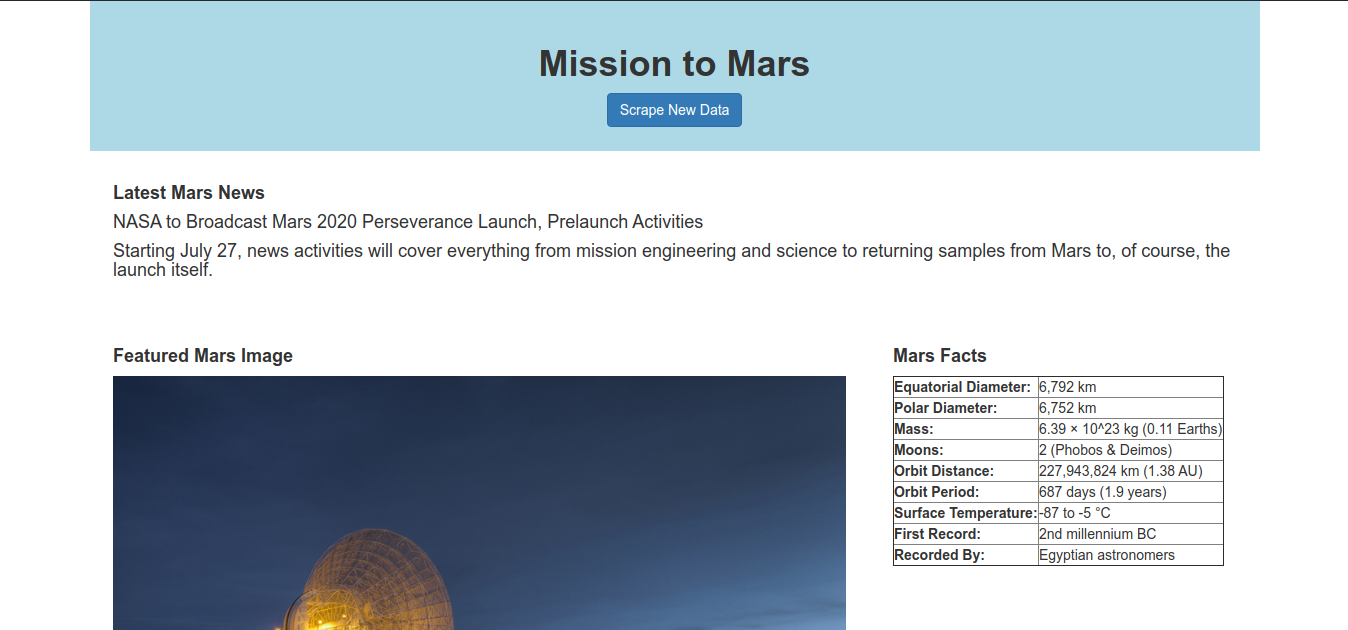 Mission to Mars
Scrape New Data
Latest Mars News
NASA to Broadcast Mars 2020 Perseverance Launch, Prelaunch Activities
Starting July 27, news activities will cover everything from mission engineering and science to returning samples from Mars to, of course, the
launch itself.
Featured Mars Image
Mars Facts
Equatorial Diameter: 6,792 km
Polar Diameter: 6,752 km
Mass: 6.39 × 10^23 kg (0.11 Earths)
Moons: 2 (Phobos & Deimos)
Orbit Distance: 227,943,824 km (1.38 AU)
Orbit Period: 687 days (1.9 years)
Surface Temperature: -87 to -5 °C
First Record: 2nd millennium BC
Recorded By: Egyptian astronomers